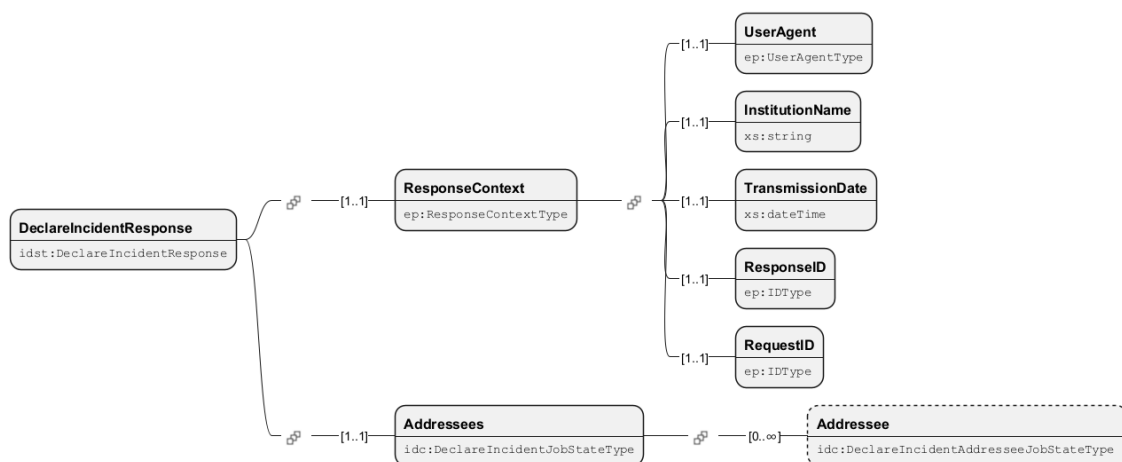 UserAgent
[1..1]
ep:UserAgentType
InstitutionName
[1..1]
xs:string
ResponseContext
[1..1]
ep:ResponseContextType
TransmissionDate
[1..1]
xs:dateTime
DeclareIncidentResponse
idst:DeclareIncidentResponse
ResponseID
[1..1]
ep:IDType
RequestID
[1..1]
ep:IDType
Addressees
[1..1]
idc:DeclareIncidentJobStateType
Addressee
[0..∞]
idc:DeclareIncidentAddresseeJobStateType